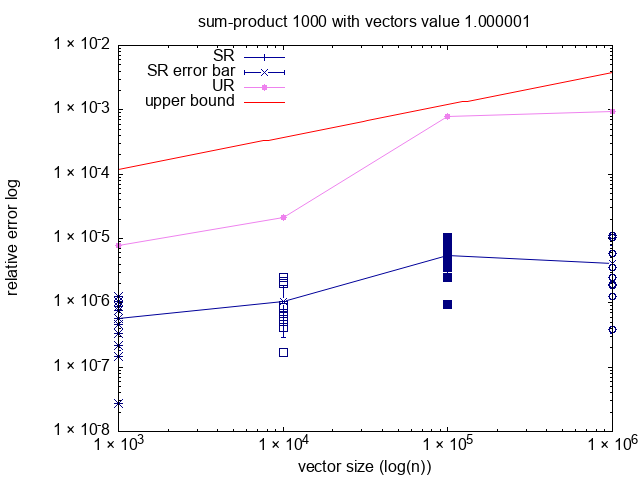 sum-product 1000 with vectors value 1.000001
SR
SR error bar
UR
upper bound
1 × 10⁻²
1 × 10⁻³
1 × 10⁻⁴
1 × 10⁻⁵
1 × 10⁻⁶
1 × 10⁻⁷
1 × 10⁻⁸
relative error log
1 × 10³ 1 × 10⁴ 1 × 10⁵ 1 × 10⁶
vector size (log(n))